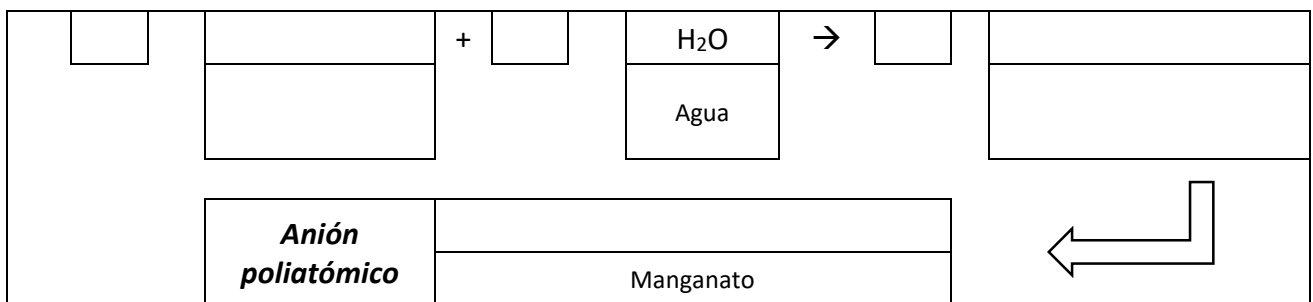 + H₂O →
Agua
Anión
poliatómico
Manganato